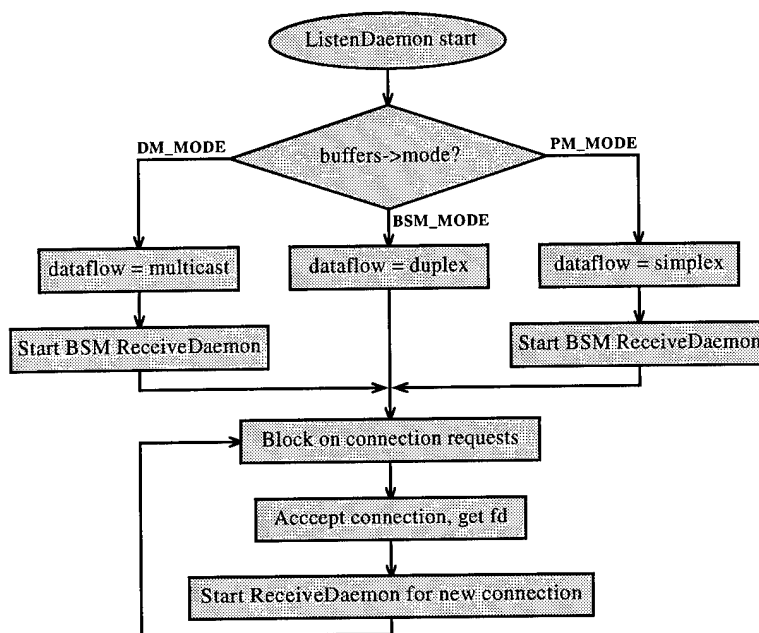 ListenDaemon start
buffers->mode?
DM_MODE
PM_MODE
BSM_MODE
dataflow = multicast
dataflow = duplex
dataflow = simplex
Start BSM ReceiveDaemon
Start BSM ReceiveDaemon
Block on connection requests
Acccept connection, get fd
Start ReceiveDaemon for new connection